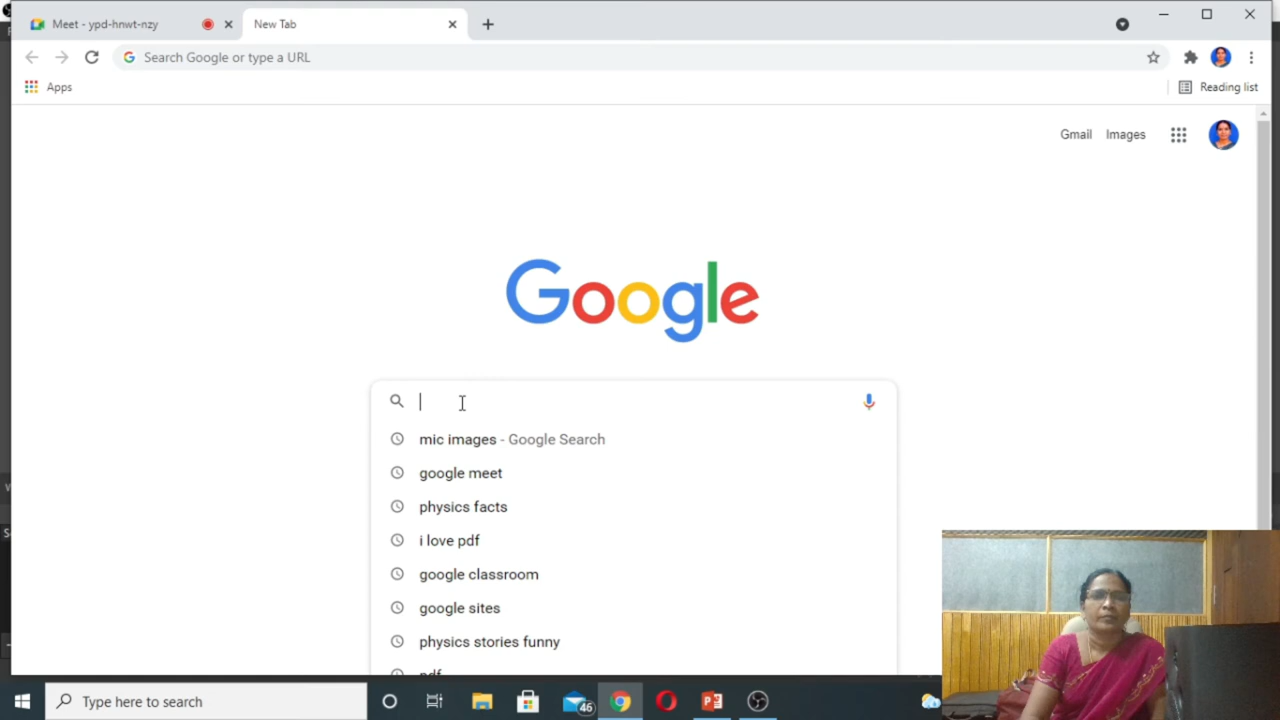 Meet - ypd-hnwt-nzy
New Tab
Search Google or type a URL
Apps
Reading list
Gmail Images
Google
mic images - Google Search
google meet
physics facts
i love pdf
google classroom
google sites
physics stories funny
pdf
Type here to search
46